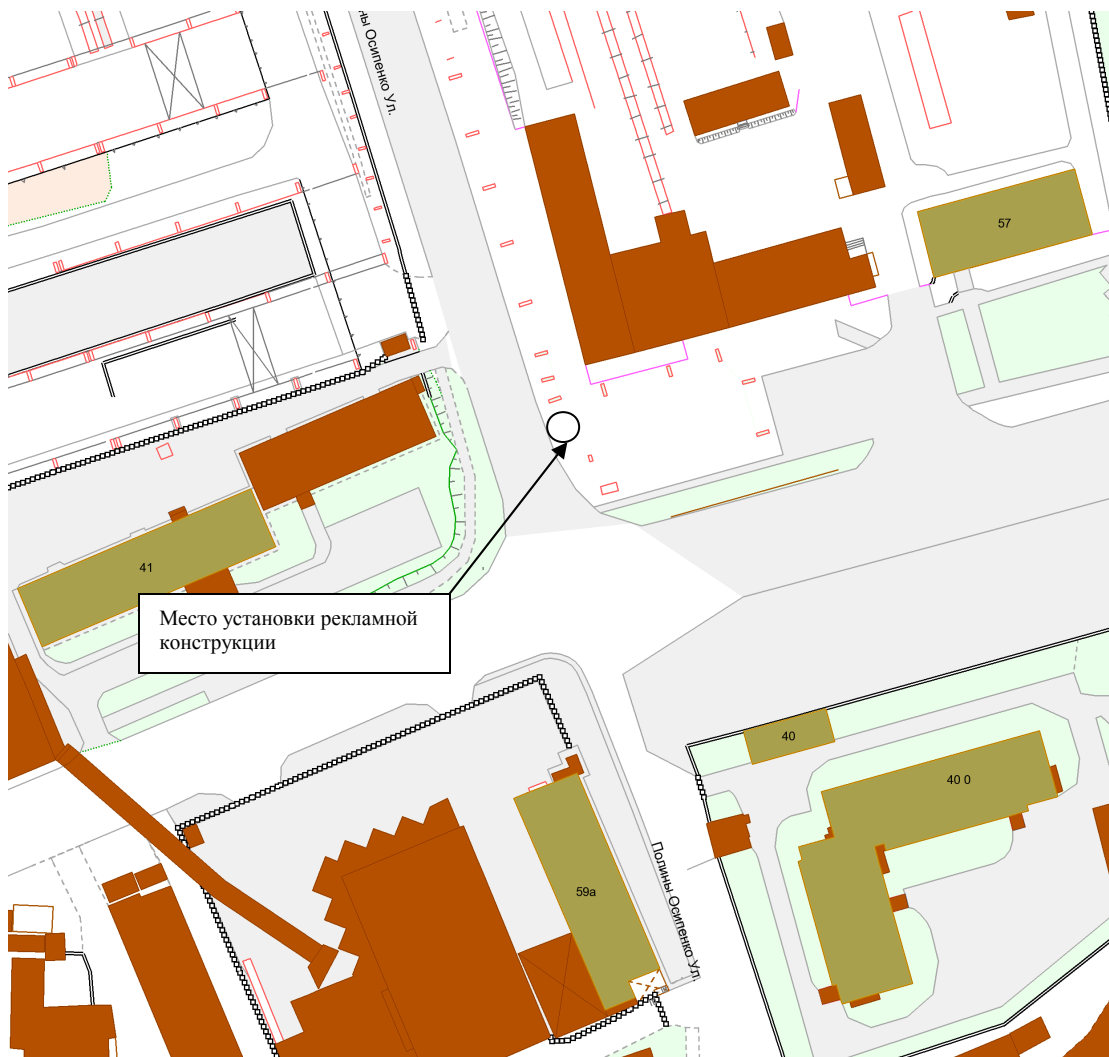 ны Осипенко Ул.
57
41
Место установки рекламной
конструкции
40
40 0
59а
Полины Осипенко Ул.